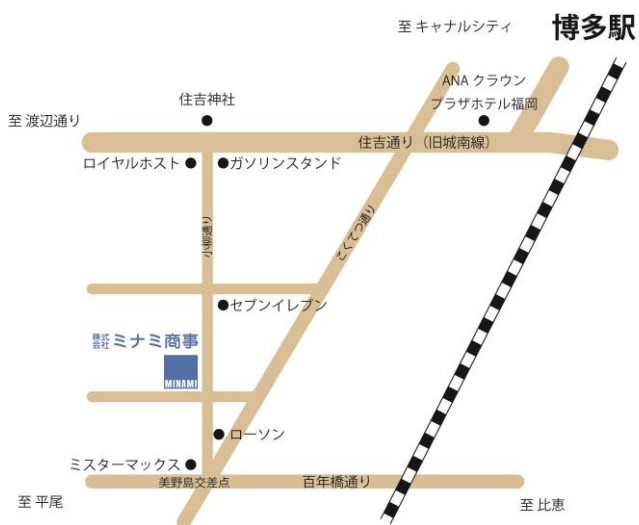 至 キャナルシティ
博多駅
ANA クラウン
プラザホテル福岡
住吉神社
至 渡辺通り
住吉通り（旧城南線）
ロイヤルホスト
ガソリンスタンド
こくてつ通り
セブンイレブン
株式
会社
ミナミ商事
MINAMI
ローソン
ミスターマックス
美野島交差点
百年橋通り
至 平尾
至 比恵